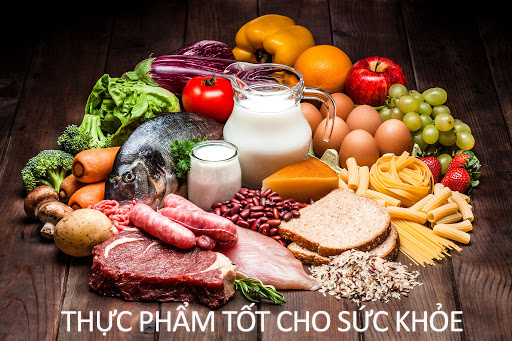 THỰC PHẨM TỐT CHO SỨC KHỎE